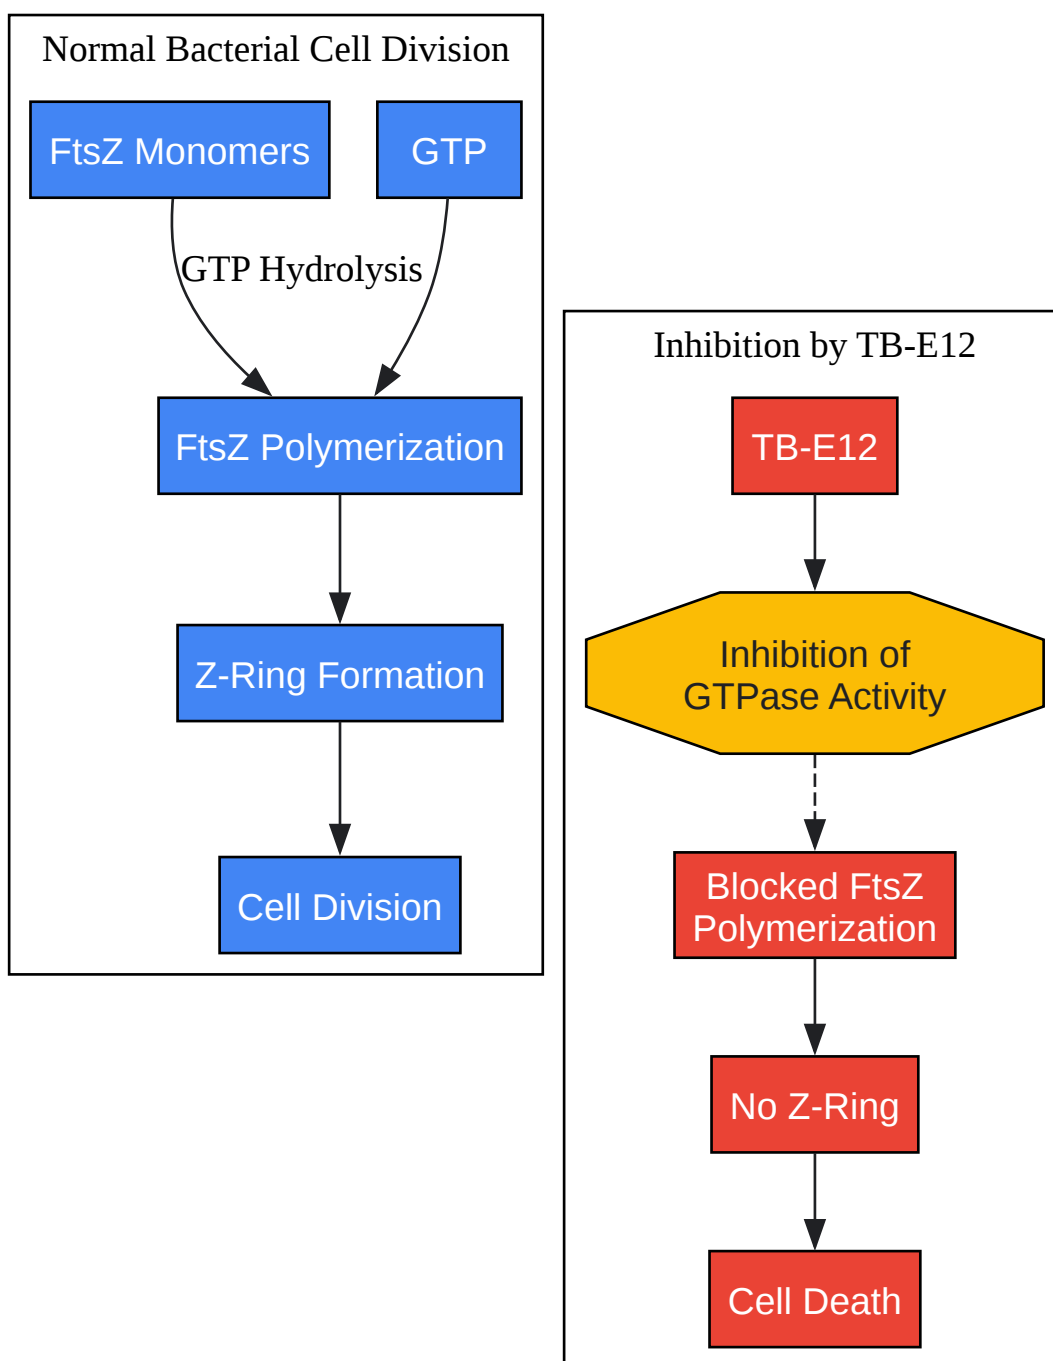 Normal Bacterial Cell Division
FtsZ Monomers
GTP
GTP Hydrolysis
FtsZ Polymerization
Z-Ring Formation
Cell Division
Inhibition by TB-E12
TB-E12
Inhibition of
GTPase Activity
Blocked FtsZ
Polymerization
No Z-Ring
Cell Death